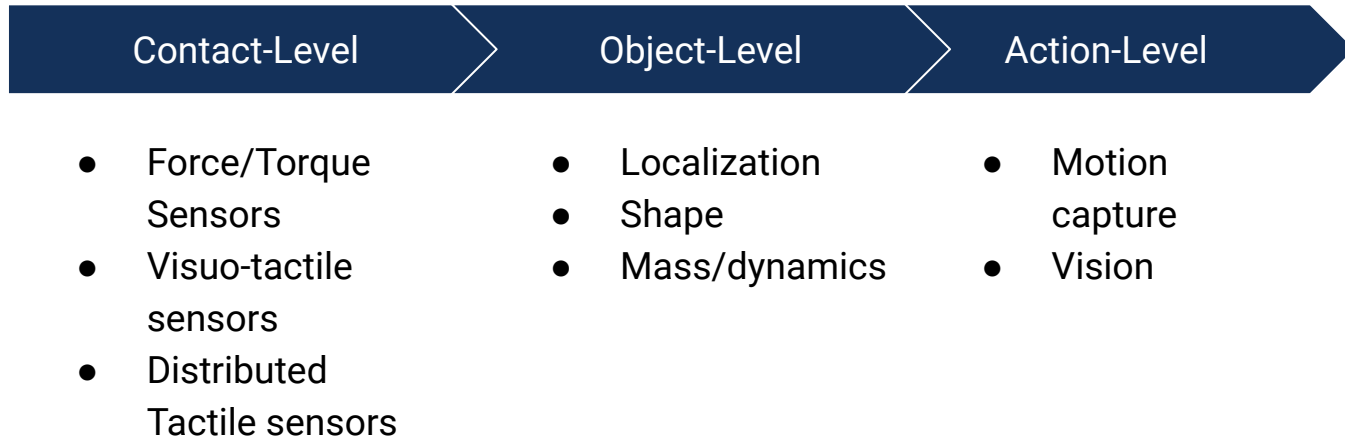 Contact-Level
Object-Level
Action-Level
● Force/Torque
Sensors
● Visuo-tactile
sensors
● Distributed
Tactile sensors
● Localization
● Shape
● Mass/dynamics
● Motion
capture
● Vision